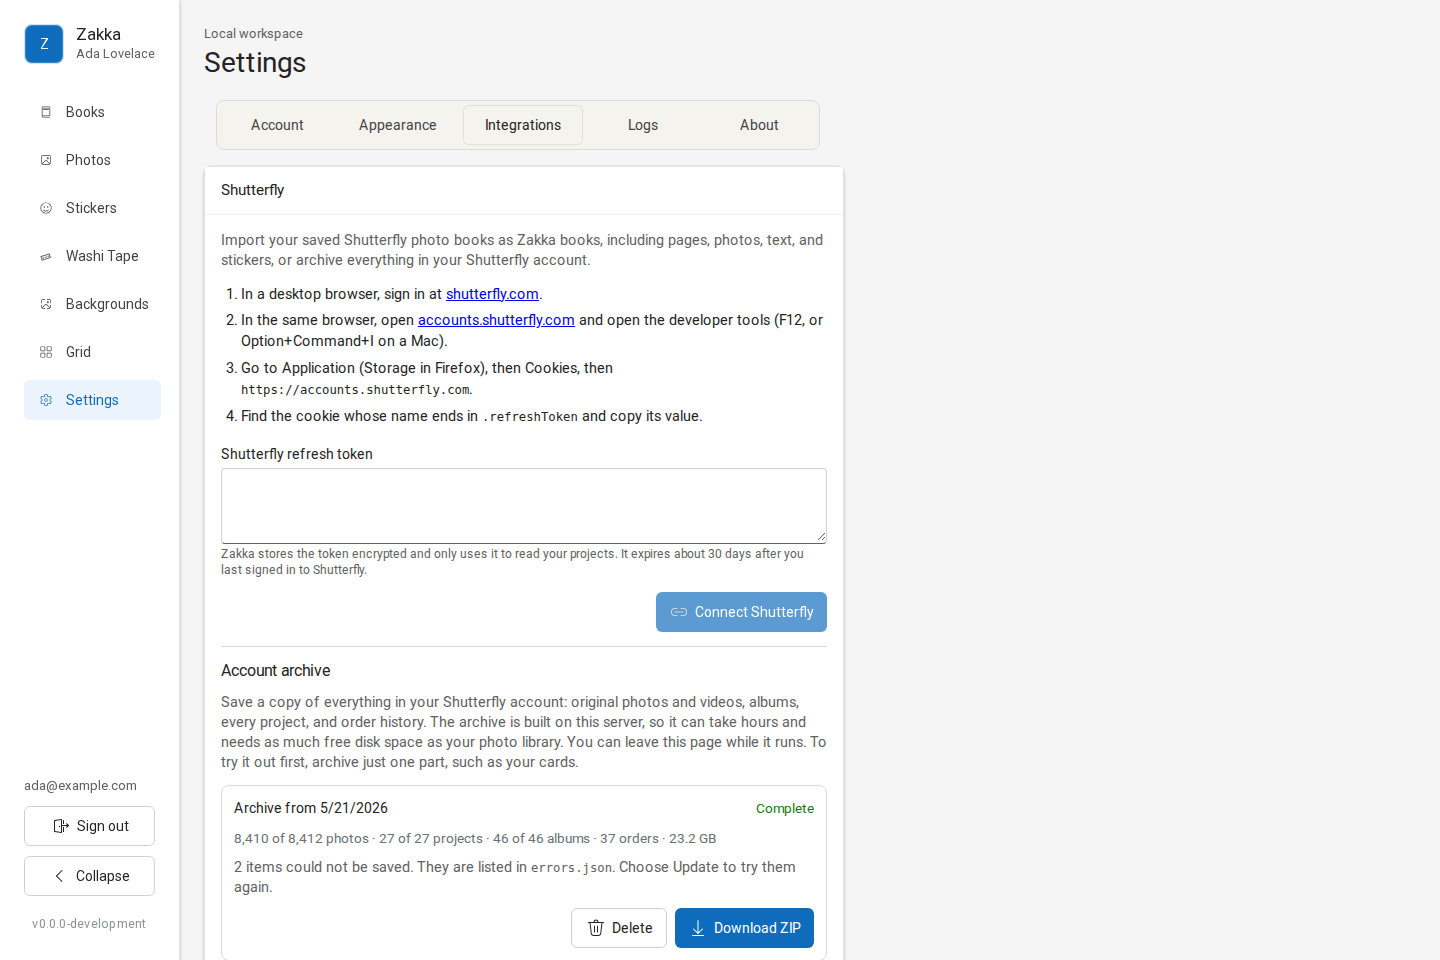 Z
Zakka
Ada Lovelace
Books
Photos
Stickers
Washi Tape
Backgrounds
Grid
Settings
ada@example.com
Sign out
Collapse
v0.0.0-development
Local workspace
Settings
Account
Appearance
Integrations
Logs
About
Shutterfly
Import your saved Shutterfly photo books as Zakka books, including pages, photos, text, and
stickers, or archive everything in your Shutterfly account.
1. In a desktop browser, sign in at shutterfly.com.
2. In the same browser, open accounts.shutterfly.com and open the developer tools (F12, or
Option+Command+I on a Mac).
3. Go to Application (Storage in Firefox), then Cookies, then
https://accounts.shutterfly.com.
4. Find the cookie whose name ends in .refreshToken and copy its value.
Shutterfly refresh token
Zakka stores the token encrypted and only uses it to read your projects. It expires about 30 days after you
last signed in to Shutterfly.
Connect Shutterfly
Account archive
Save a copy of everything in your Shutterfly account: original photos and videos, albums,
every project, and order history. The archive is built on this server, so it can take hours and
needs as much free disk space as your photo library. You can leave this page while it runs. To
try it out first, archive just one part, such as your cards.
Archive from 5/21/2026
Complete
8,410 of 8,412 photos · 27 of 27 projects · 46 of 46 albums · 37 orders · 23.2 GB
2 items could not be saved. They are listed in errors.json. Choose Update to try them
again.
Delete
Download ZIP